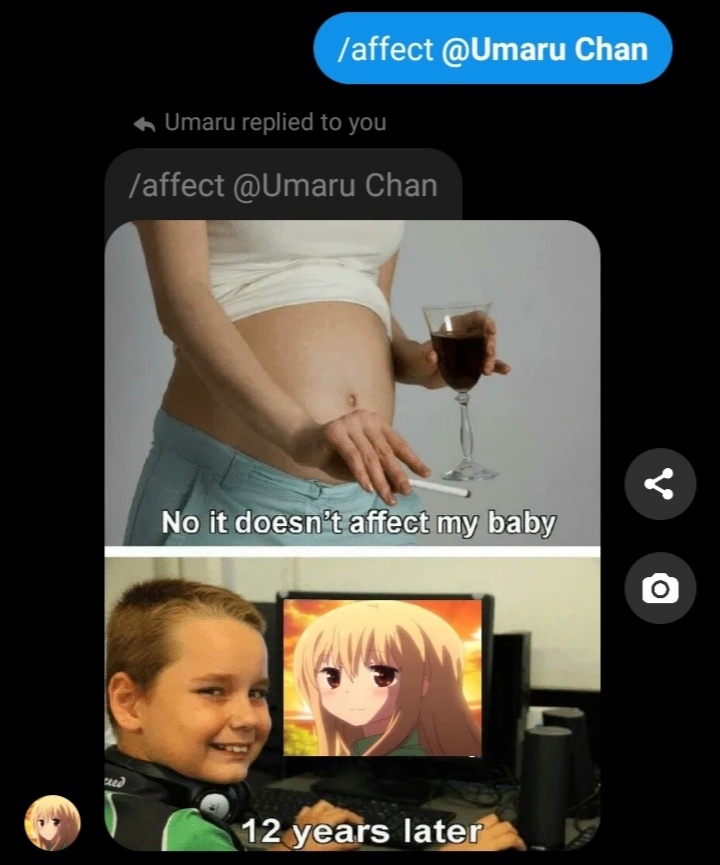 /affect @Umaru Chan
Umaru replied to you
/affect @Umaru Chan
No it doesn't affect my baby
12 years later